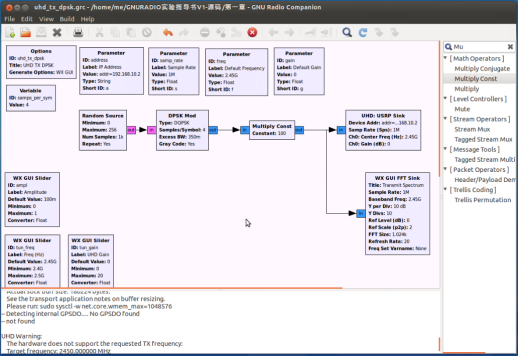 uhd_tx_dpsk.grc - /home/me/GNURADIO实验指导书V1-源码/第一章 - GNU Radio Companion
File Edit View Build Help
Options
ID: uhd_tx_dpsk
Title: UHD TX DPSK
Generate Options: WX GUI
Parameter
ID: address
Label: IP Address
Value: addr=192.168.10.2
Type: String
Short ID: a
Parameter
ID: samp_rate
Label: Sample Rate
Value: 1M
Type: Float
Short ID: s
Parameter
ID: freq
Label: Default Frequency
Value: 2.45G
Type: Float
Short ID: f
Parameter
ID: gain
Label: Default Gain
Value: 0
Type: Float
Short ID: g
Variable
ID: samps_per_sym
Value: 4
Random Source
Minimum: 0
Maximum: 256
Num Samples: 1k
Repeat: Yes
out
in
DPSK Mod
Type: DQPSK
Samples/Symbol: 4
Excess BW: 350m
Gray Code: Yes
out
in
Multiply Const
Constant: 100
out
in
UHD: USRP Sink
Device Addr: addr=...168.10.2
Samp Rate (Sps): 1M
Ch0: Center Freq (Hz): 2.45G
Ch0: Gain (dB): 0
WX GUI Slider
ID: ampl
Label: Amplitude
Default Value: 100m
Minimum: 0
Maximum: 1
Converter: Float
in
WX GUI FFT Sink
Title: Transmit Spectrum
Sample Rate: 1M
Baseband Freq: 2.45G
Y per Div: 10 dB
Y Divs: 10
Ref Level (dB): 0
Ref Scale (p2p): 2
FFT Size: 1.024k
Refresh Rate: 20
Freq Set Varname: None
WX GUI Slider
ID: tun_freq
Label: Freq (Hz)
Default Value: 2.45G
Minimum: 2.4G
Maximum: 2.5G
Converter: Float
WX GUI Slider
ID: tun_gain
Label: UHD Gain
Default Value: 0
Minimum: 0
Maximum: 20
Converter: Float
Mu
[ Math Operators ]
Multiply Conjugate
Multiply Const
Multiply
[ Level Controllers ]
Mute
[ Stream Operators ]
Stream Mux
Tagged Stream Mux
[ Message Tools ]
Tagged Stream Multi
[ Packet Operators ]
Header/Payload Dem
[ Trellis Coding ]
Trellis Permutation
See the transport application notes on buffer resizing.
Please run: sudo sysctl -w net.core.wmem_max=1048576
-- Detecting internal GPSDO.... No GPSDO found
-- not found
UHD Warning:
The hardware does not support the requested TX frequency:
Target frequency: 2450.000000 MHz